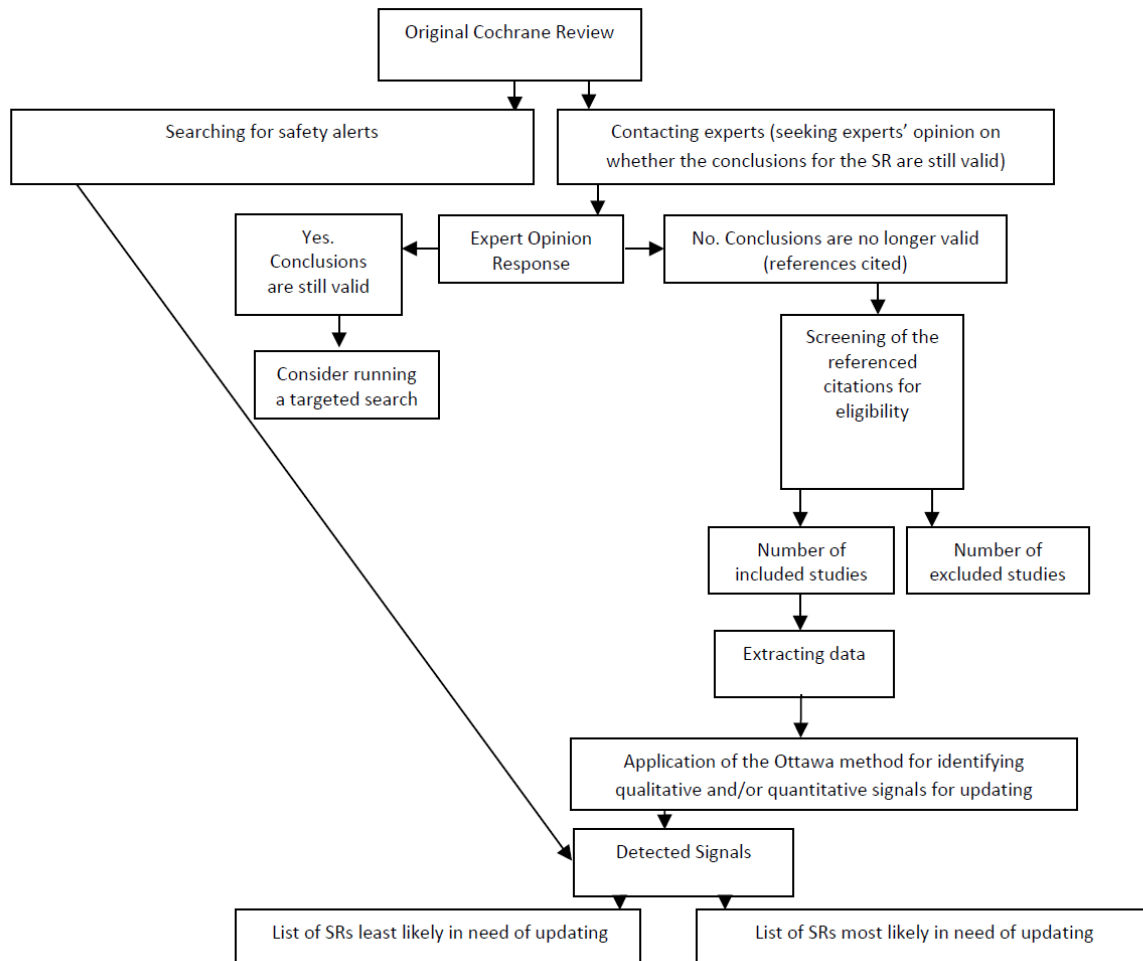 Original Cochrane Review
Searching for safety alerts
Contacting experts (seeking experts’ opinion on
whether the conclusions for the SR are still valid)
Yes.
Conclusions
are still valid
Expert Opinion
Response
No. Conclusions are no longer valid
(references cited)
Consider running
a targeted search
Screening of the
referenced
citations for
eligibility
Number of
included studies
Number of
excluded studies
Extracting data
Application of the Ottawa method for identifying
qualitative and/or quantitative signals for updating
Detected Signals
List of SRs least likely in need of updating
List of SRs most likely in need of updating